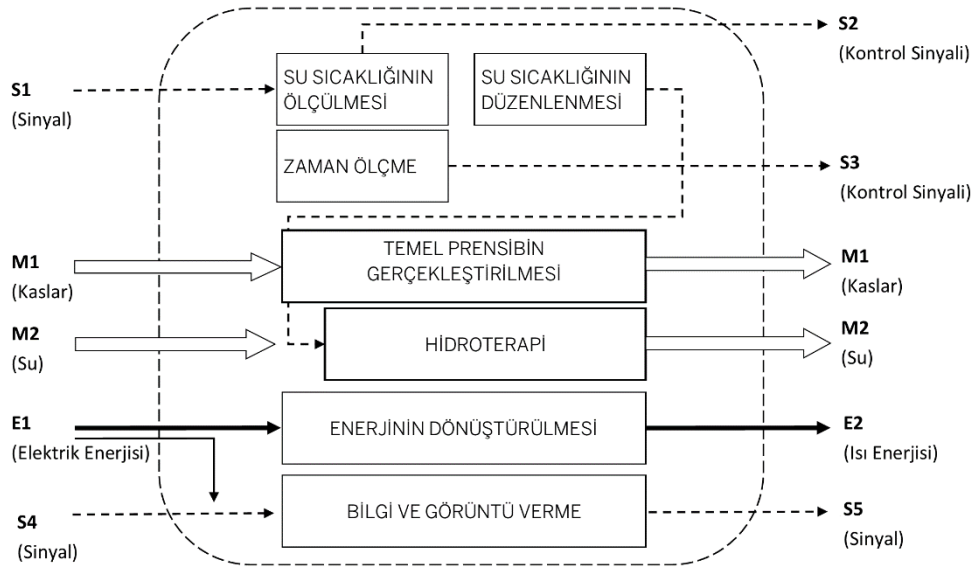 S2
(Kontrol Sinyali)
SU SICAKLIĞININ
ÖLÇÜLMESİ
SU SICAKLIĞININ
DÜZENLENMESİ
S1
(Sinyal)
ZAMAN ÖLÇME
S3
(Kontrol Sinyali)
M1
(Kaslar)
TEMEL PRENSİBİN
GERÇEKLEŞTİRİLMESİ
M1
(Kaslar)
M2
(Su)
HİDROTERAPİ
M2
(Su)
E1
(Elektrik Enerjisi)
ENERJİNİN DÖNÜŞTÜRÜLMESİ
E2
(Isı Enerjisi)
S4
(Sinyal)
BİLGİ VE GÖRÜNTÜ VERME
S5
(Sinyal)